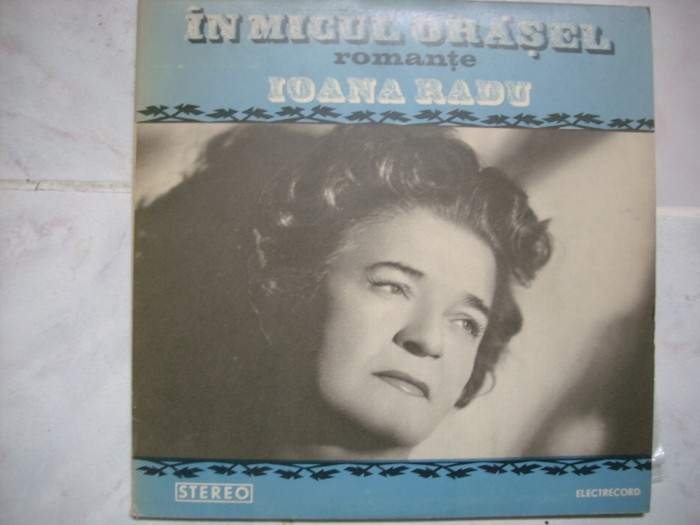 ÎN MICUL ORĂȘEL
romanțe
IOANA RADU
STEREO
ELECTRECORD